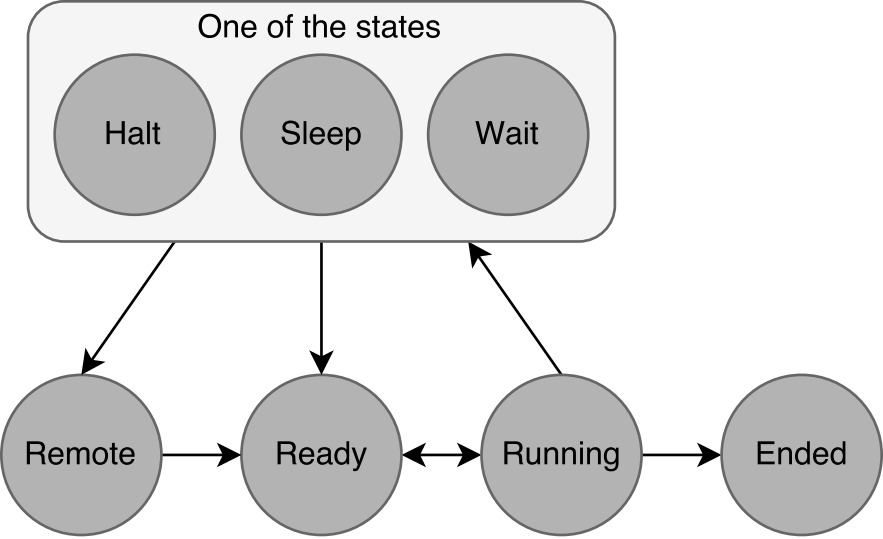 One of the states
Halt
Sleep
Wait
Remote
Ready
Running
Ended